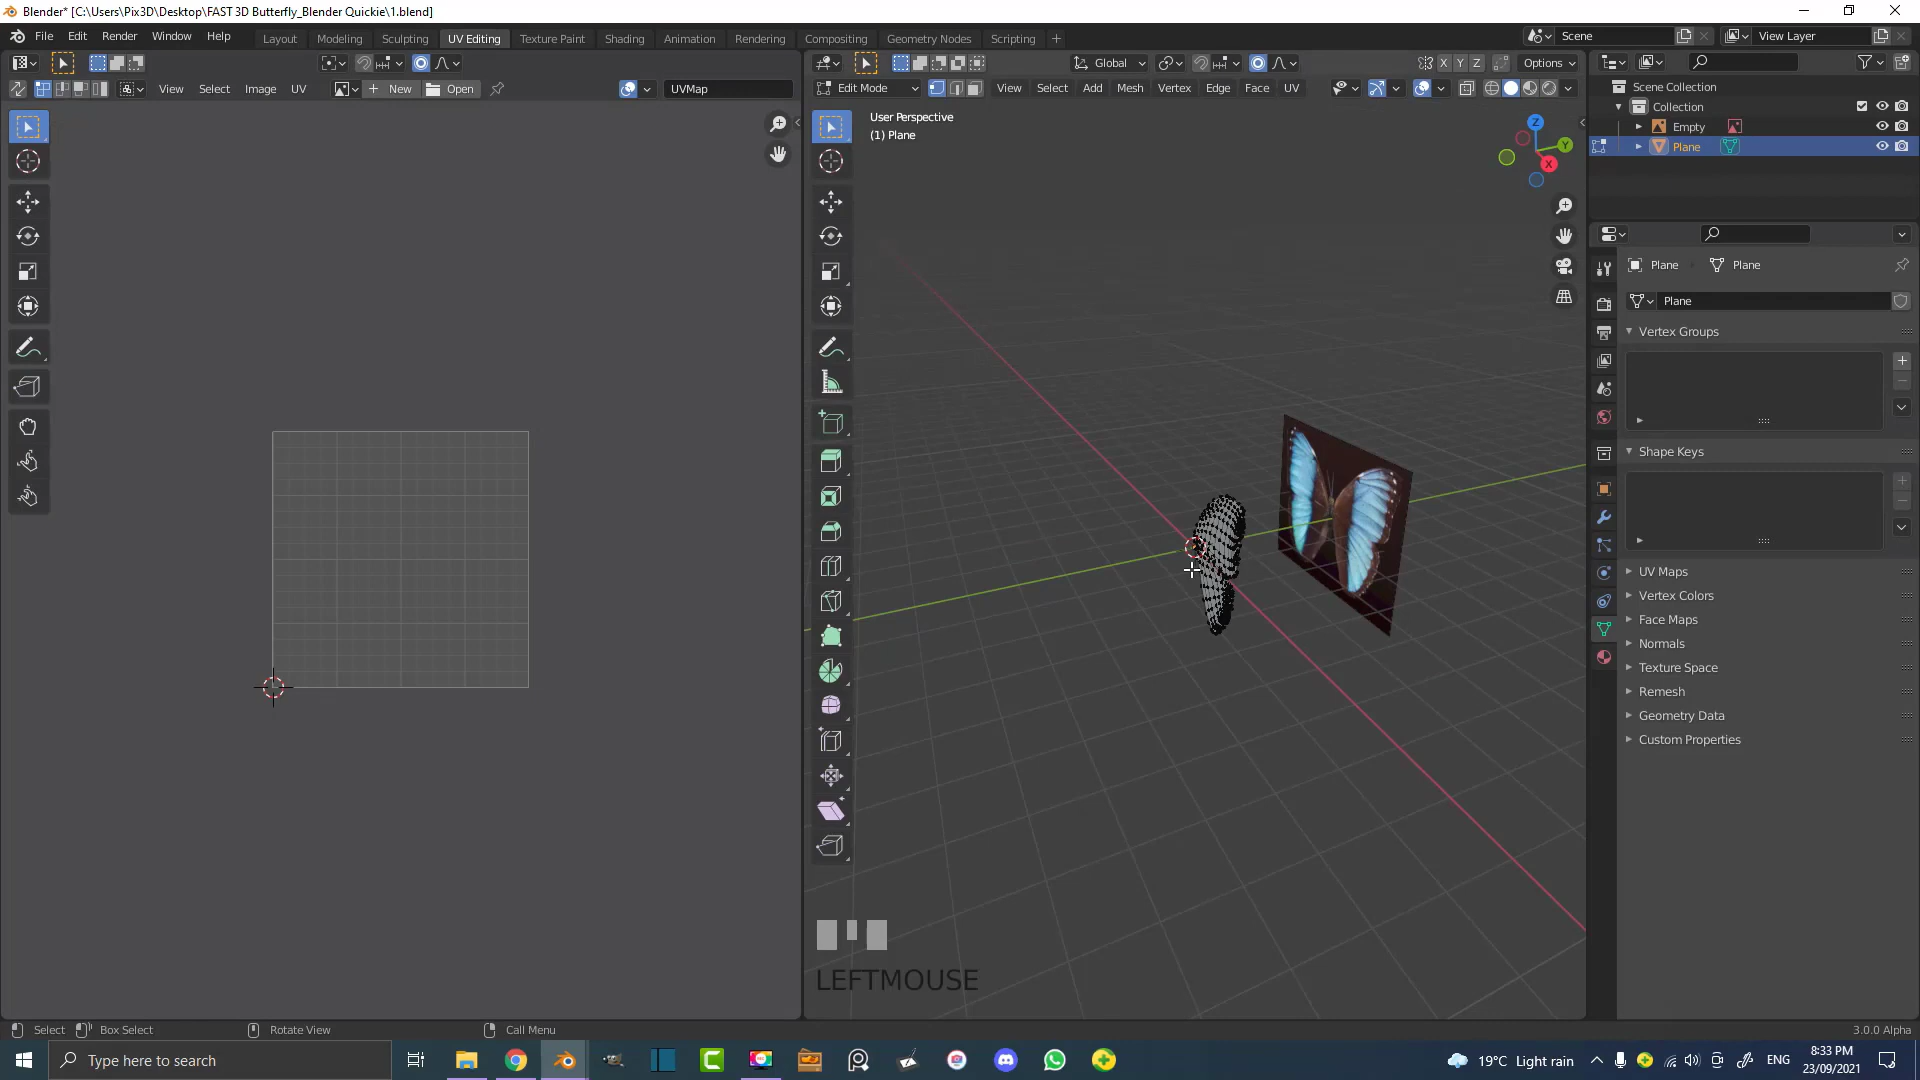 Blender* [C:\Users\Pix3D\Desktop\FAST 3D Butterfly_Blender Quickie\1.blend]
File Edit Render Window Help
Layout Modeling Sculpting UV Editing Texture Paint Shading Animation Rendering Compositing Geometry Nodes Scripting +
Scene
View Layer
Global
Options
X Y Z
View Select Image UV
New
Open
UVMap
Edit Mode
View Select Add Mesh Vertex Edge Face UV
User Perspective
(1) Plane
Z
Y
X
Scene Collection
Collection
Empty
Plane
Plane
Plane
Plane
Vertex Groups
Shape Keys
UV Maps
Vertex Colors
Face Maps
Normals
Texture Space
Remesh
Geometry Data
Custom Properties
LEFTMOUSE
Select
Box Select
Rotate View
Call Menu
3.0.0 Alpha
Type here to search
19°C Light rain
ENG
8:33 PM
23/09/2021